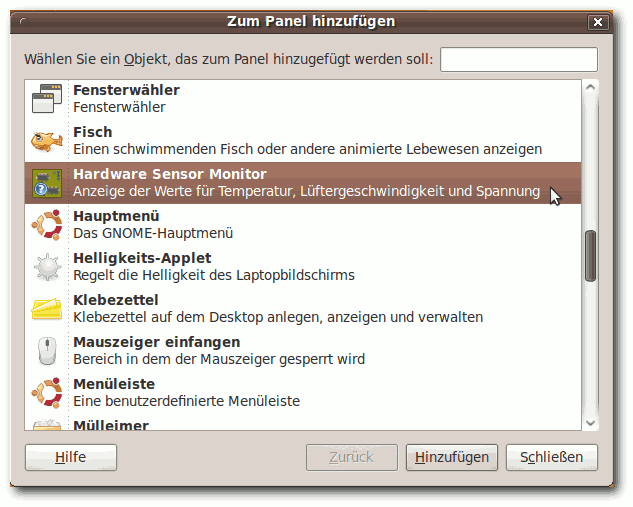 Zum Panel hinzufügen
Wählen Sie ein Objekt, das zum Panel hinzugefügt werden soll:
Fensterwähler
Fensterwähler
Fisch
Einen schwimmenden Fisch oder andere animierte Lebewesen anzeigen
Hardware Sensor Monitor
Anzeige der Werte für Temperatur, Lüftergeschwindigkeit und Spannung
Hauptmenü
Das GNOME-Hauptmenü
Helligkeits-Applet
Regelt die Helligkeit des Laptopbildschirms
Klebezettel
Klebezettel auf dem Desktop anlegen, anzeigen und verwalten
Mauszeiger einfangen
Bereich in dem der Mauszeiger gesperrt wird
Menüleiste
Eine benutzerdefinierte Menüleiste
Mülleimer
Hilfe Zurück Hinzufügen Schließen